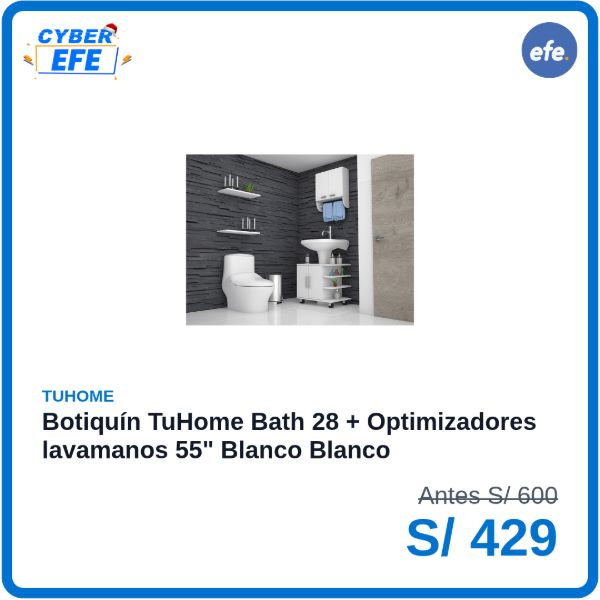 CYBER
EFE
efe.
TUHOME
Botiquín TuHome Bath 28 + Optimizadores
lavamanos 55" Blanco Blanco
Antes S/ 600
S/ 429